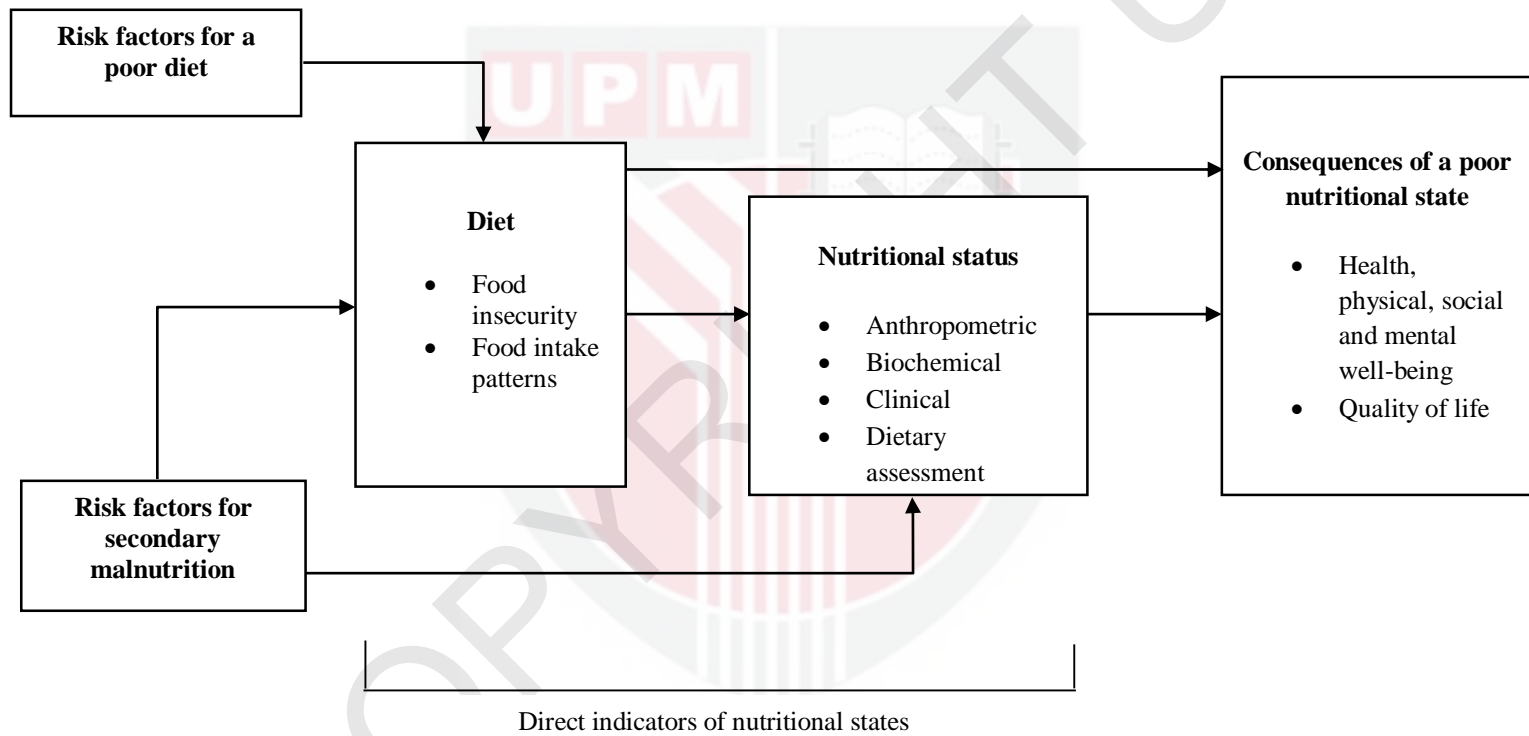 Risk factors for a
poor diet
UPM
Diet
• Food
insecurity
• Food intake
patterns
Risk factors for
secondary
malnutrition
Nutritional status
• Anthropometric
• Biochemical
• Clinical
• Dietary
assessment
Consequences of a poor
nutritional state
• Health,
physical, social
and mental
well-being
• Quality of life
Direct indicators of nutritional states
OPYRIGHT U